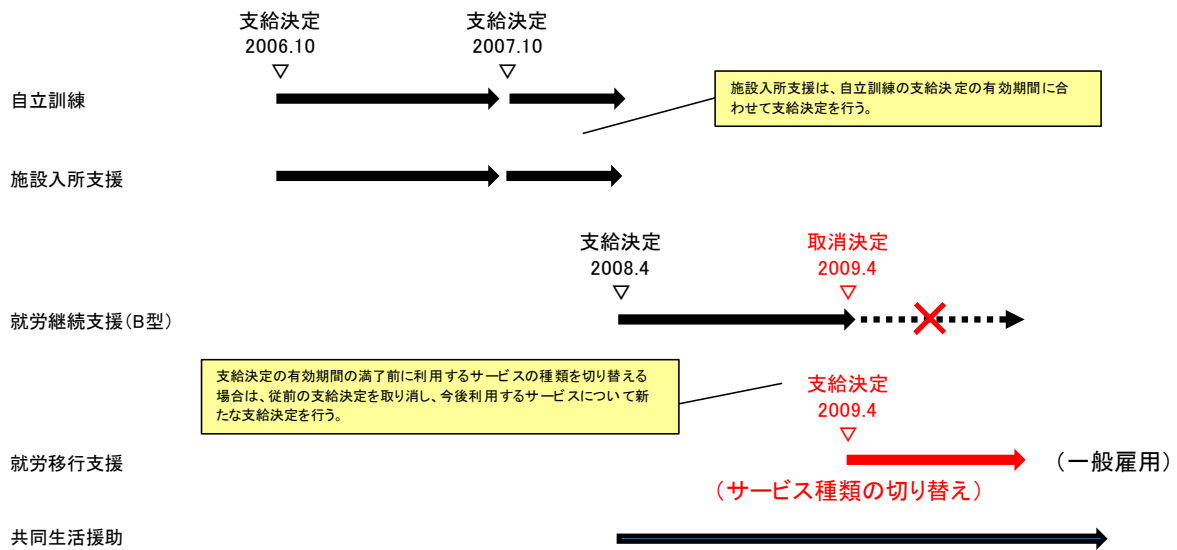 支給決定
2006.10
▽
支給決定
2007.10
▽
自立訓練
施設入所支援は、自立訓練の支給決定の有効期間に合
わせて支給決定を行う。
施設入所支援
支給決定
2008.4
▽
取消決定
2009.4
▽
就労継続支援(B型)
支給決定の有効期間の満了前に利用するサービスの種類を切り替える
場合は、従前の支給決定を取り消し、今後利用するサービスについて新
たな支給決定を行う。
支給決定
2009.4
▽
就労移行支援
(一般雇用)
(サービス種類の切り替え)
共同生活援助